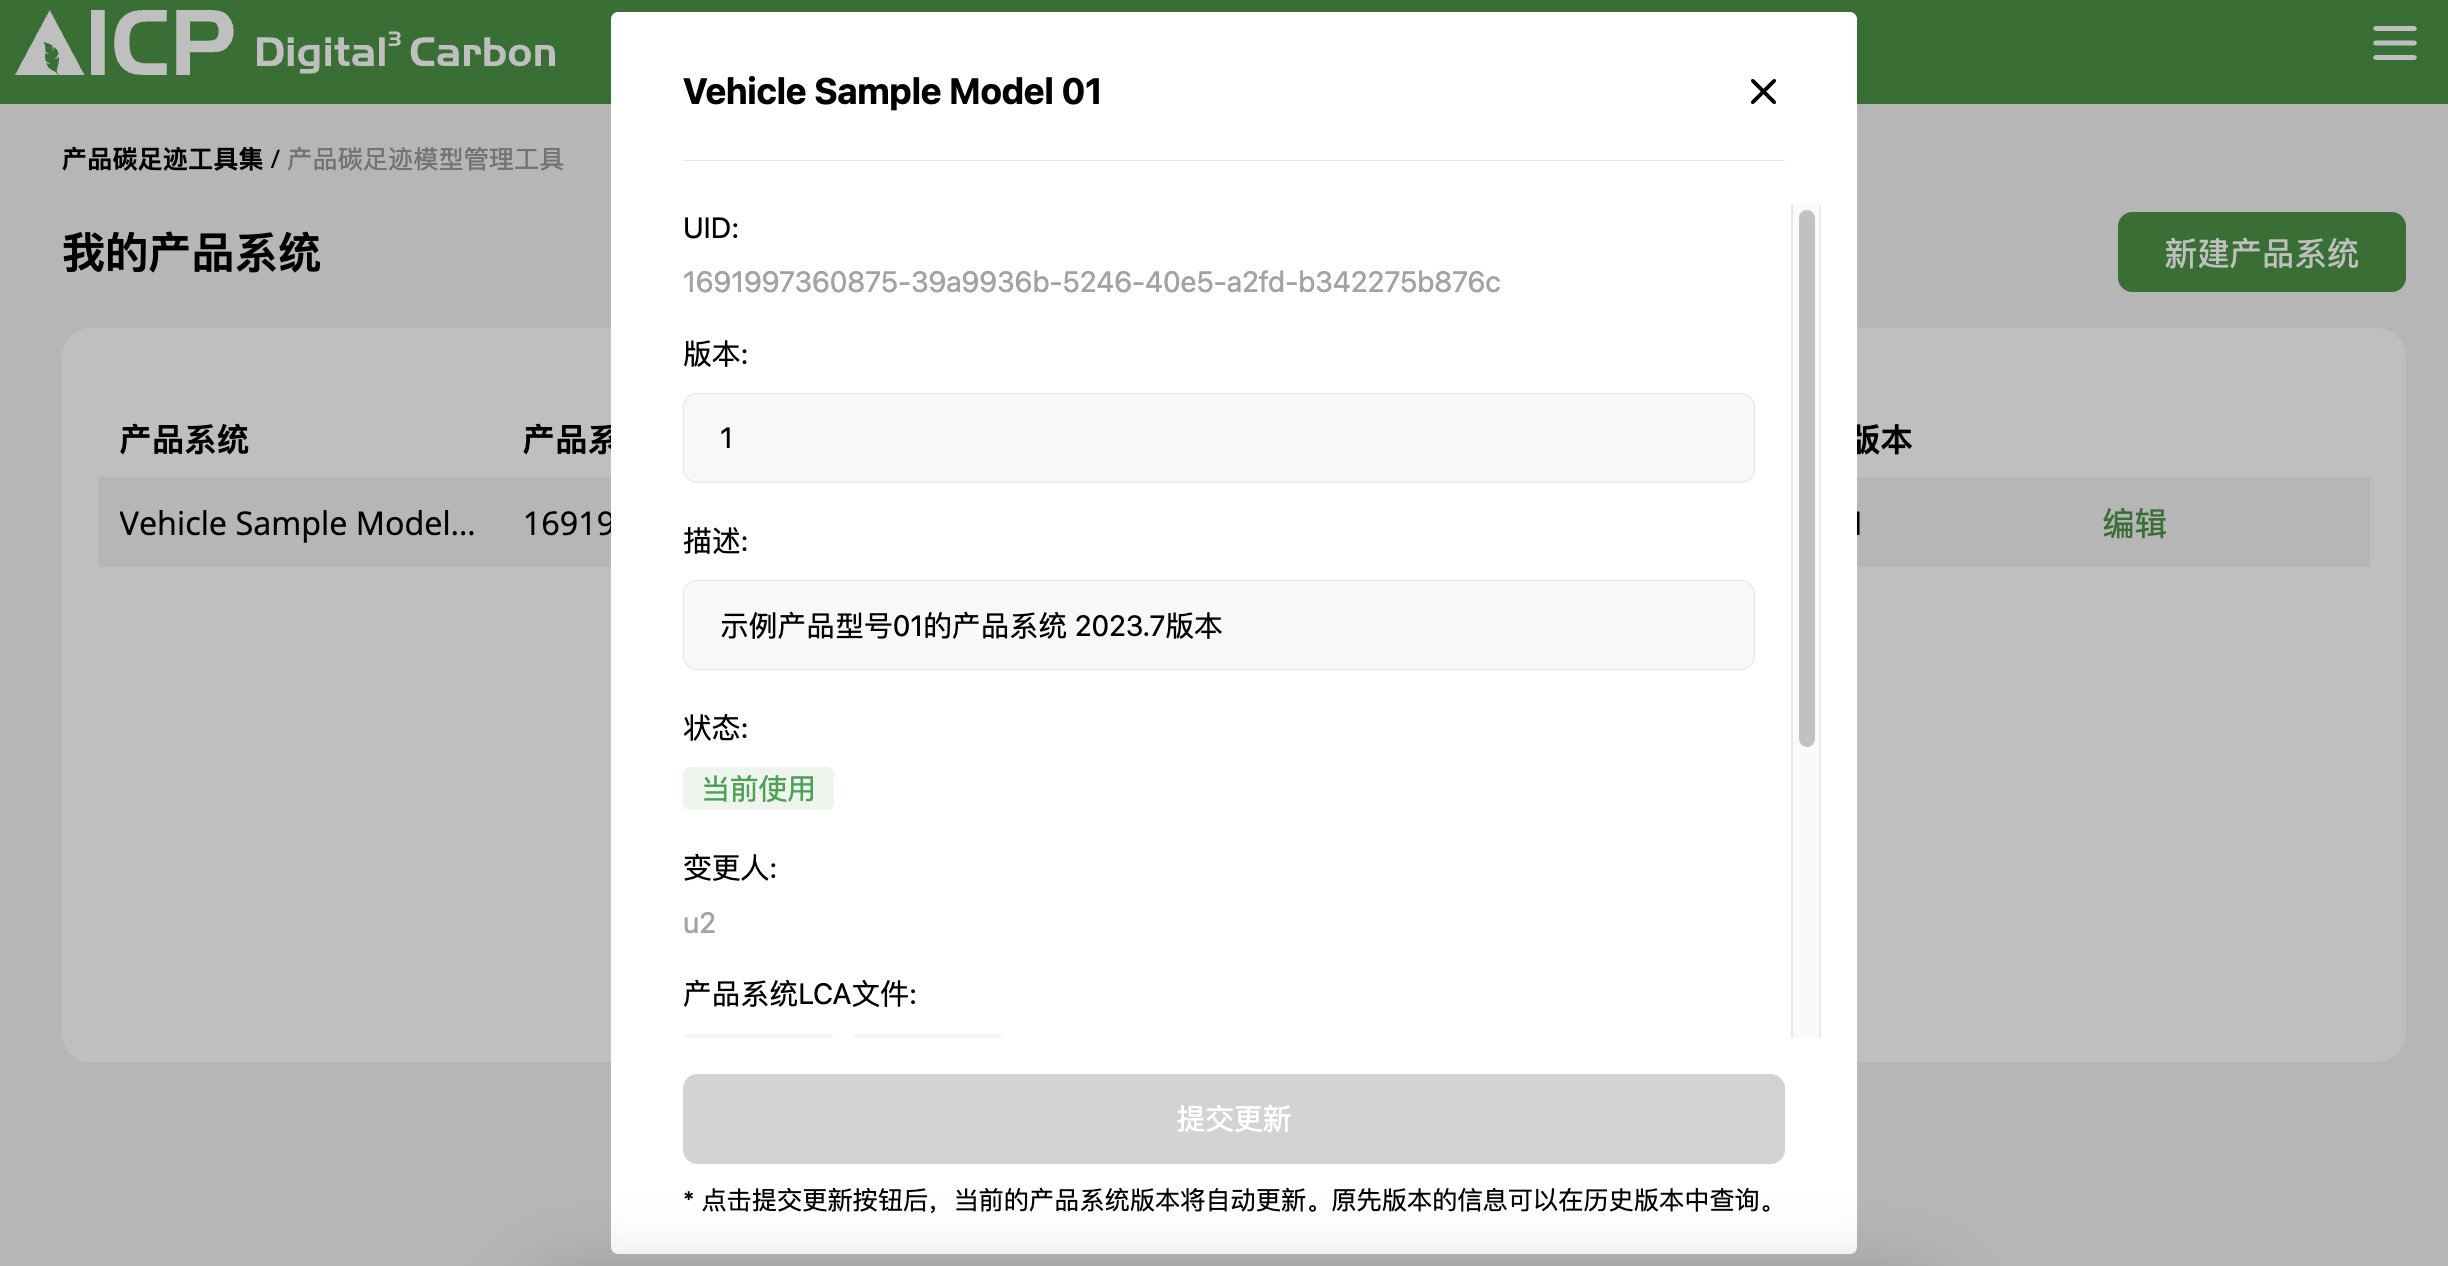 AICP Digital³ Carbon
产品碳足迹工具集 / 产品碳足迹模型管理工具
我的产品系统
新建产品系统
产品系统
产品系
版本
Vehicle Sample Model...
16919
编辑
Vehicle Sample Model 01
UID:
1691997360875-39a9936b-5246-40e5-a2fd-b342275b876c
版本:
1
描述:
示例产品型号01的产品系统 2023.7版本
状态:
当前使用
变更人:
u2
产品系统LCA文件:
提交更新
* 点击提交更新按钮后，当前的产品系统版本将自动更新。原先版本的信息可以在历史版本中查询。